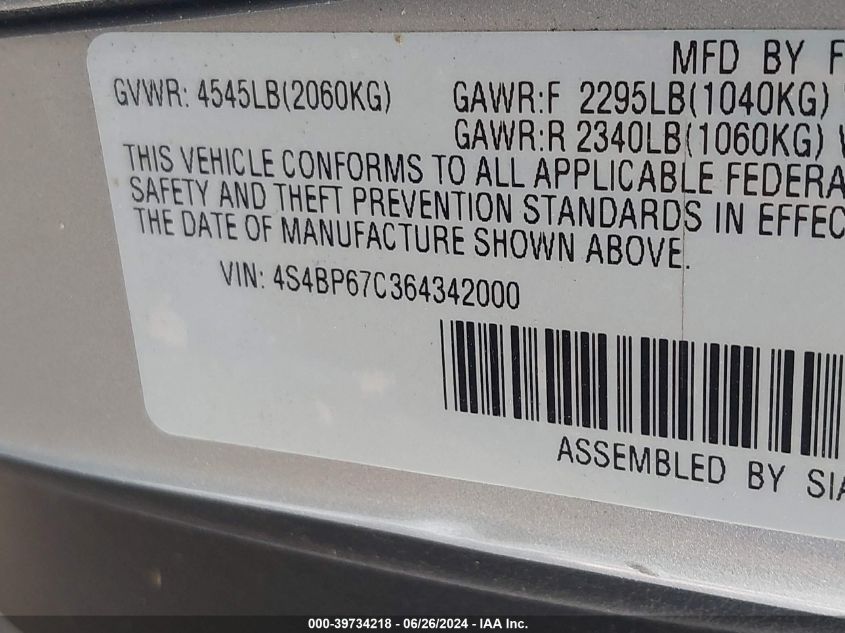 MFD BY F
GVWR: 4545LB(2060KG) GAWR:F 2295LB(1040KG)
GAWR:R 2340LB(1060KG) W
THIS VEHICLE CONFORMS TO ALL APPLICABLE FEDERA
SAFETY AND THEFT PREVENTION STANDARDS IN EFFEC
THE DATE OF MANUFACTURE SHOWN ABOVE.
VIN: 4S4BP67C364342000
ASSEMBLED BY SIA
000-39734218 - 06/26/2024 - IAA Inc.